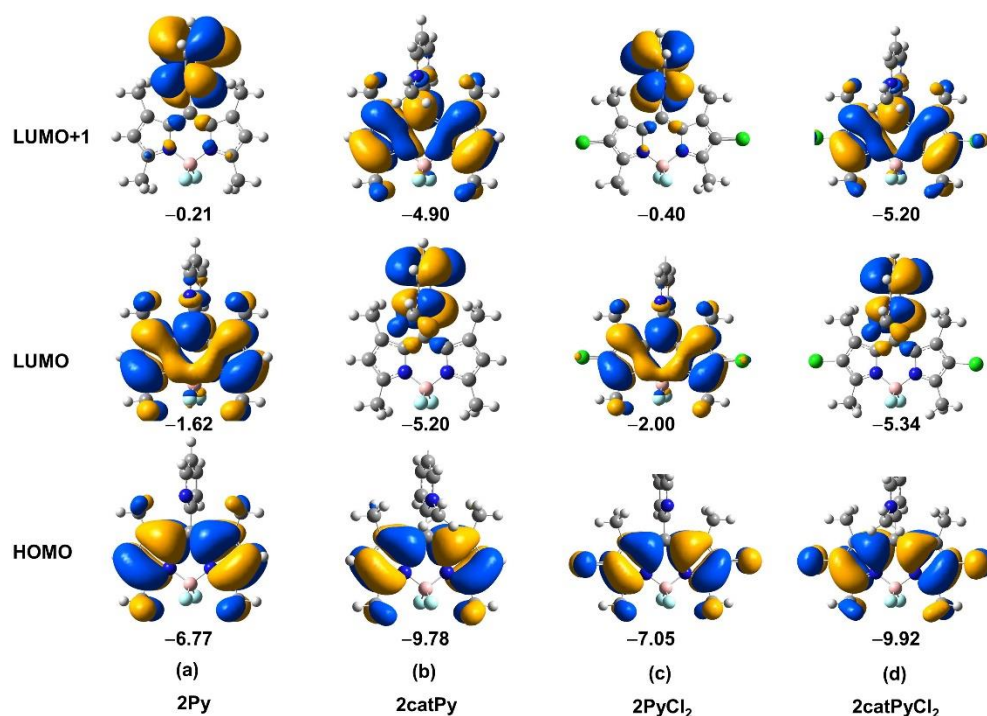 LUMO+1
−0.21 −4.90 −0.40 −5.20
LUMO
−1.62 −5.20 −2.00 −5.34
HOMO
−6.77 −9.78 −7.05 −9.92
(a) (b) (c) (d)
2Py 2catPy 2PyCl₂ 2catPyCl₂